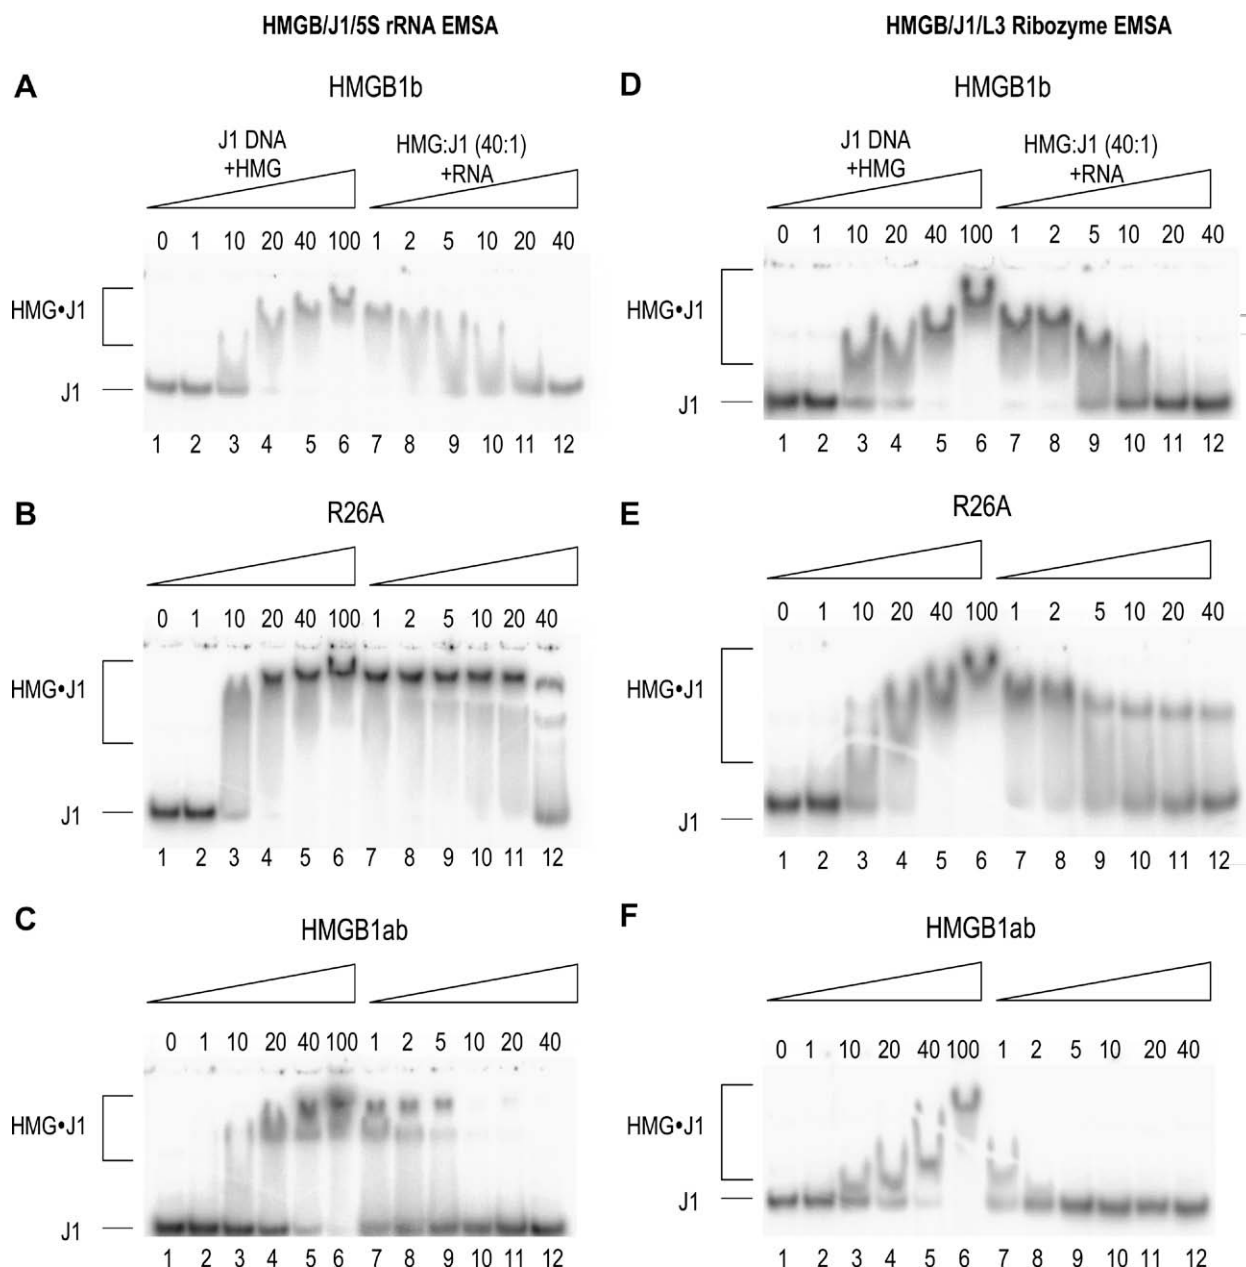 HMGB/J1/5S rRNA EMSA
A
HMGB1b
J1 DNA
+HMG
HMG:J1 (40:1)
+RNA
0 1 10 20 40 100 1 2 5 10 20 40
HMG•J1
J1
1 2 3 4 5 6 7 8 9 10 11 12
B
R26A
0 1 10 20 40 100 1 2 5 10 20 40
HMG•J1
J1
1 2 3 4 5 6 7 8 9 10 11 12
C
HMGB1ab
0 1 10 20 40 100 1 2 5 10 20 40
HMG•J1
J1
1 2 3 4 5 6 7 8 9 10 11 12
HMGB/J1/L3 Ribozyme EMSA
D
HMGB1b
J1 DNA
+HMG
HMG:J1 (40:1)
+RNA
0 1 10 20 40 100 1 2 5 10 20 40
HMG•J1
J1
1 2 3 4 5 6 7 8 9 10 11 12
E
R26A
0 1 10 20 40 100 1 2 5 10 20 40
HMG•J1
J1
1 2 3 4 5 6 7 8 9 10 11 12
F
HMGB1ab
0 1 10 20 40 100 1 2 5 10 20 40
HMG•J1
J1
1 2 3 4 5 6 7 8 9 10 11 12